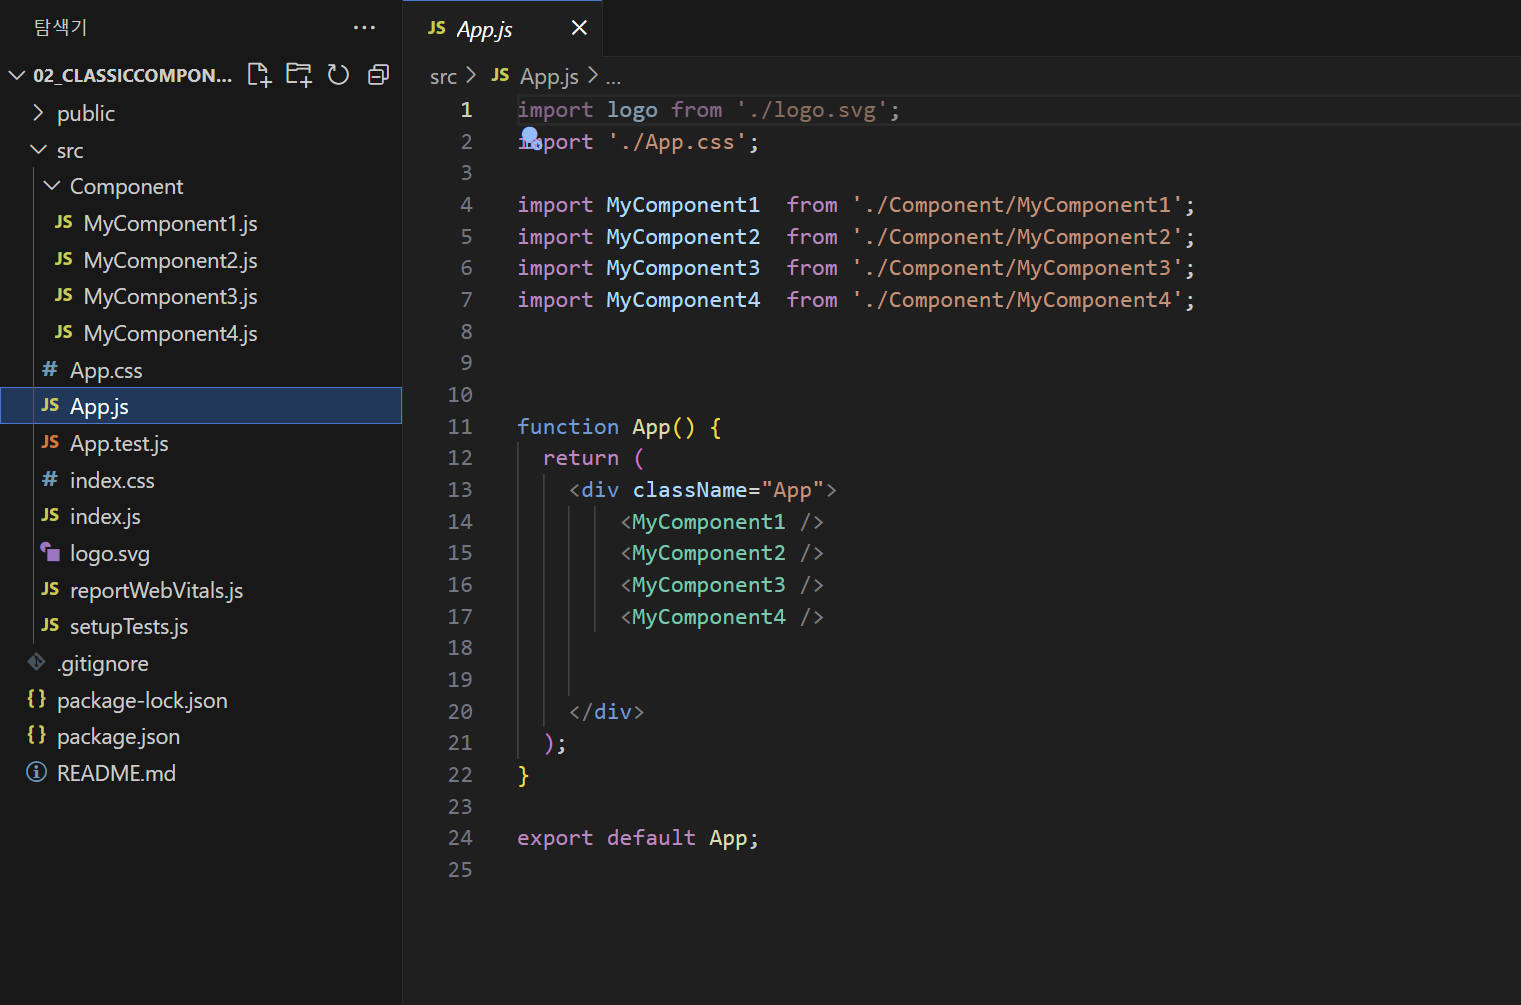 탐색기
02_CLASSICCOMPON...
public
src
Component
JS MyComponent1.js
JS MyComponent2.js
JS MyComponent3.js
JS MyComponent4.js
# App.css
JS App.js
JS App.test.js
# index.css
JS index.js
logo.svg
JS reportWebVitals.js
JS setupTests.js
.gitignore
{} package-lock.json
{} package.json
README.md
JS App.js
src > JS App.js > ...
1 import logo from './logo.svg';
2 import './App.css';
3
4 import MyComponent1  from './Component/MyComponent1';
5 import MyComponent2  from './Component/MyComponent2';
6 import MyComponent3  from './Component/MyComponent3';
7 import MyComponent4  from './Component/MyComponent4';
8
9
10
11 function App() {
12   return (
13     <div className="App">
14         <MyComponent1 />
15         <MyComponent2 />
16         <MyComponent3 />
17         <MyComponent4 />
18
19
20     </div>
21   );
22 }
23
24 export default App;
25